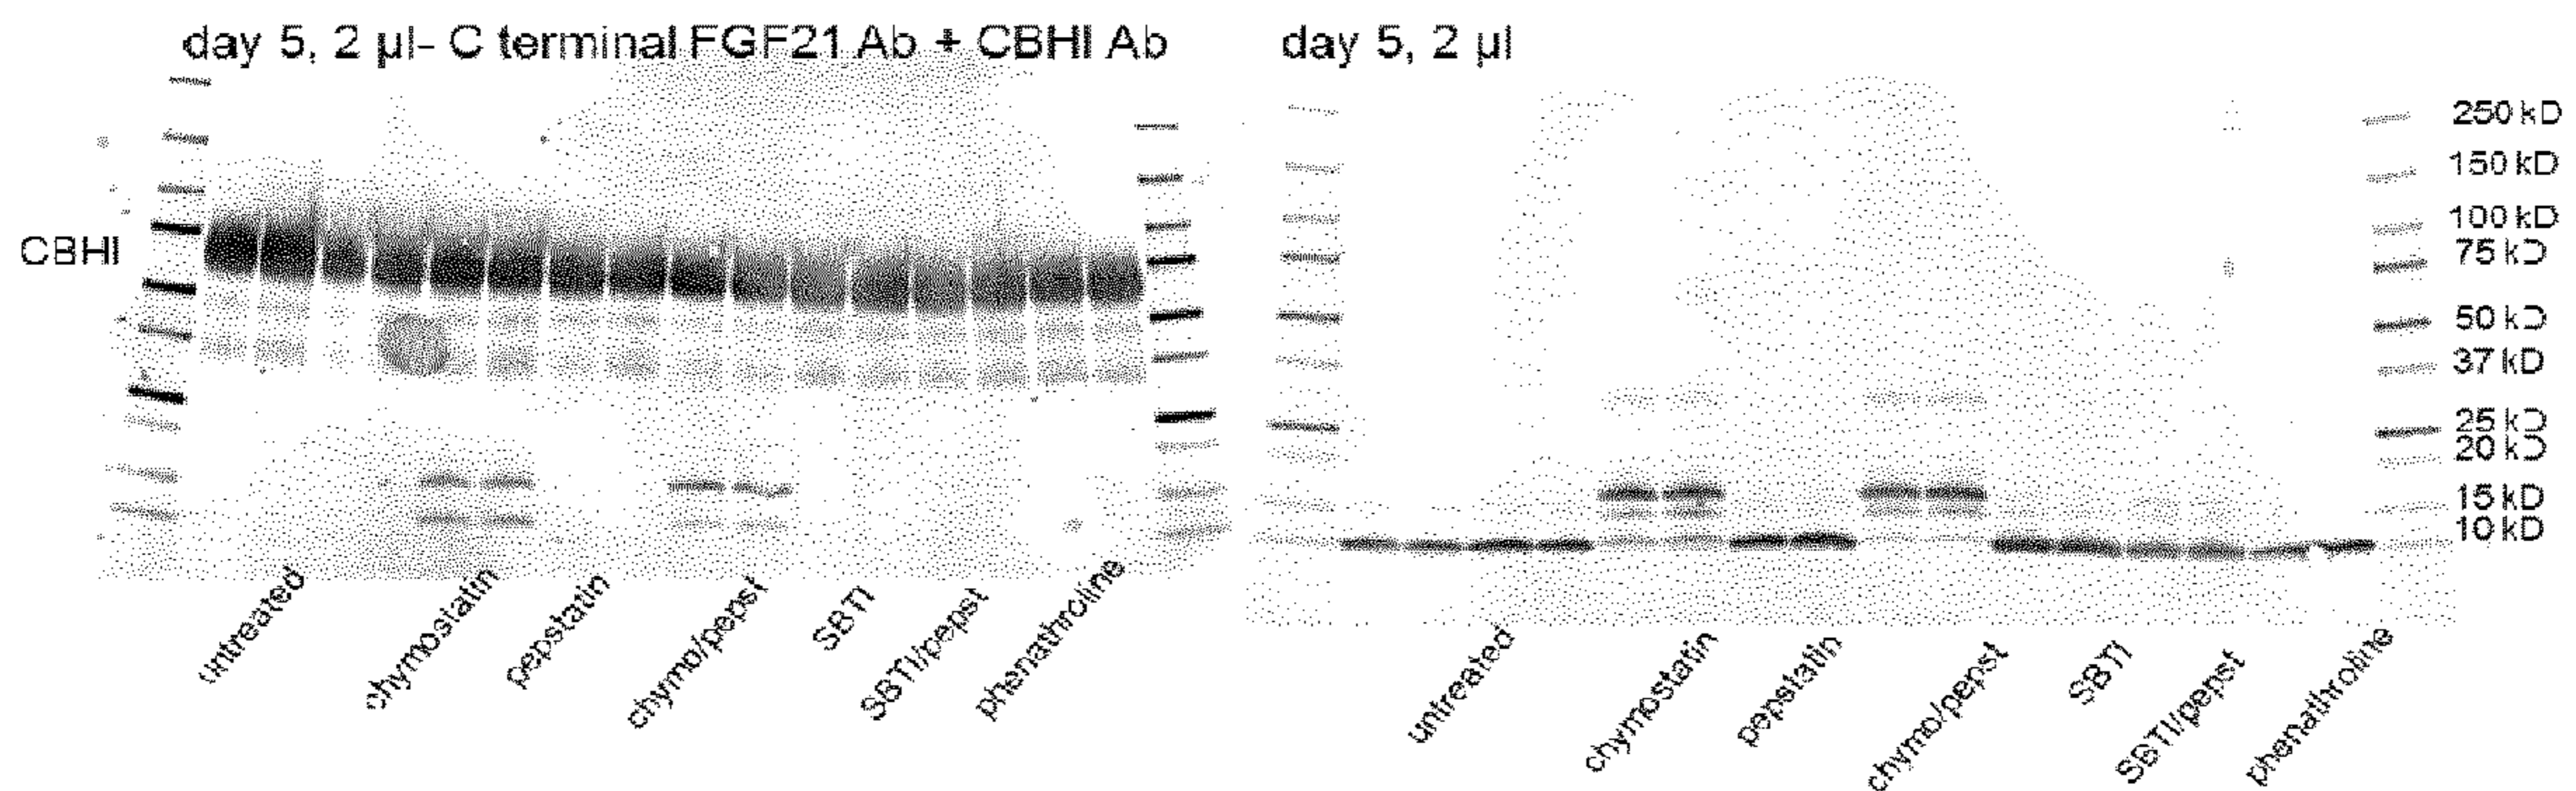 day 5, 2 µl- C terminal FGF21 Ab + CBHI Ab
day 5, 2 µl
CBHI
250 kD
150 kD
100 kD
75 kD
50 kD
37 kD
25 kD
20 kD
15 kD
10 kD
untreated
chymostatin
pepstatin
chymo/pepst
SBTI
SBTI/pepst
phenathroline
untreated
chymostatin
pepstatin
chymo/pepst
SBTI
SBTI/pepst
phenathroline